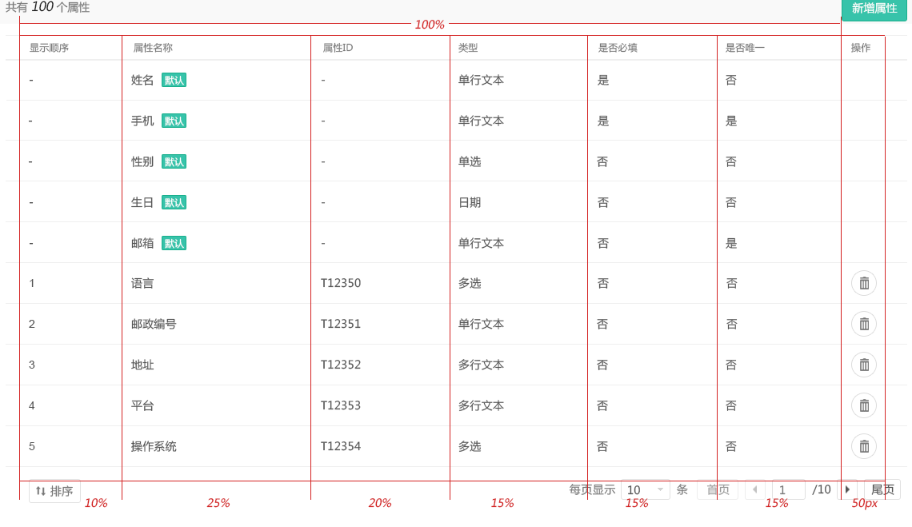 共有 100 个属性 新增属性
100%
显示顺序 属性名称 属性ID 类型 是否必填 是否唯一 操作
- 姓名 默认 - 单行文本 是 否
- 手机 默认 - 单行文本 是 是
- 性别 默认 - 单选 否 否
- 生日 默认 - 日期 否 否
- 邮箱 默认 - 单行文本 否 是
1 语言 T12350 多选 否 否
2 邮政编号 T12351 单行文本 否 否
3 地址 T12352 多行文本 否 否
4 平台 T12353 多行文本 否 否
5 操作系统 T12354 多选 否 否
排序 每页显示 10 条 首页 1 /10 尾页
10% 25% 20% 15% 15% 15% 50px